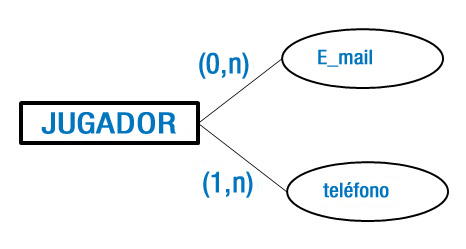 (0,n)
E_mail
JUGADOR
(1,n)
teléfono